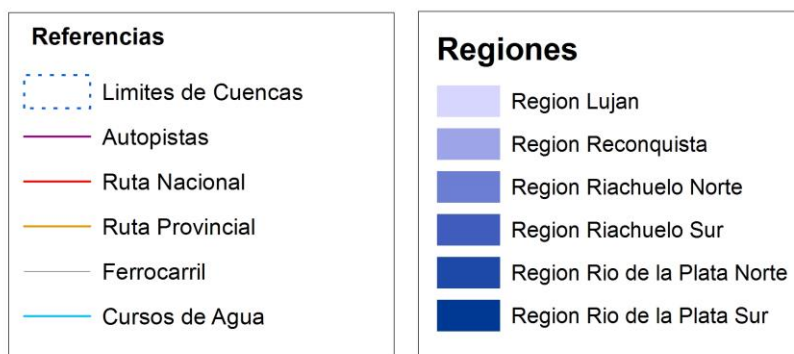 Referencias
Limites de Cuencas
Autopistas
Ruta Nacional
Ruta Provincial
Ferrocarril
Cursos de Agua
Regiones
Region Lujan
Region Reconquista
Region Riachuelo Norte
Region Riachuelo Sur
Region Rio de la Plata Norte
Region Rio de la Plata Sur